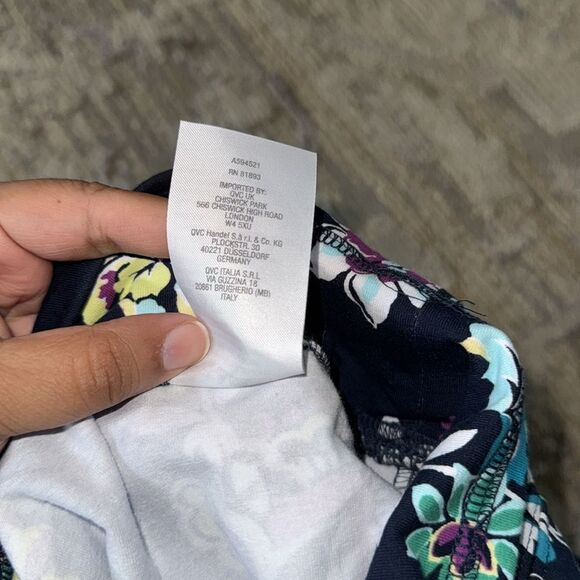 A594521
RN 81893
IMPORTED BY:
QVC UK
CHISWICK PARK
566 CHISWICK HIGH ROAD
LONDON
W4 5XU
QVC Handel S.à r.l. & Co. KG
PLOCKSTR. 30
40221 DÜSSELDORF
GERMANY
QVC ITALIA S.R.L
VIA GUZZINA 18
20861 BRUGHERIO (MB)
ITALY